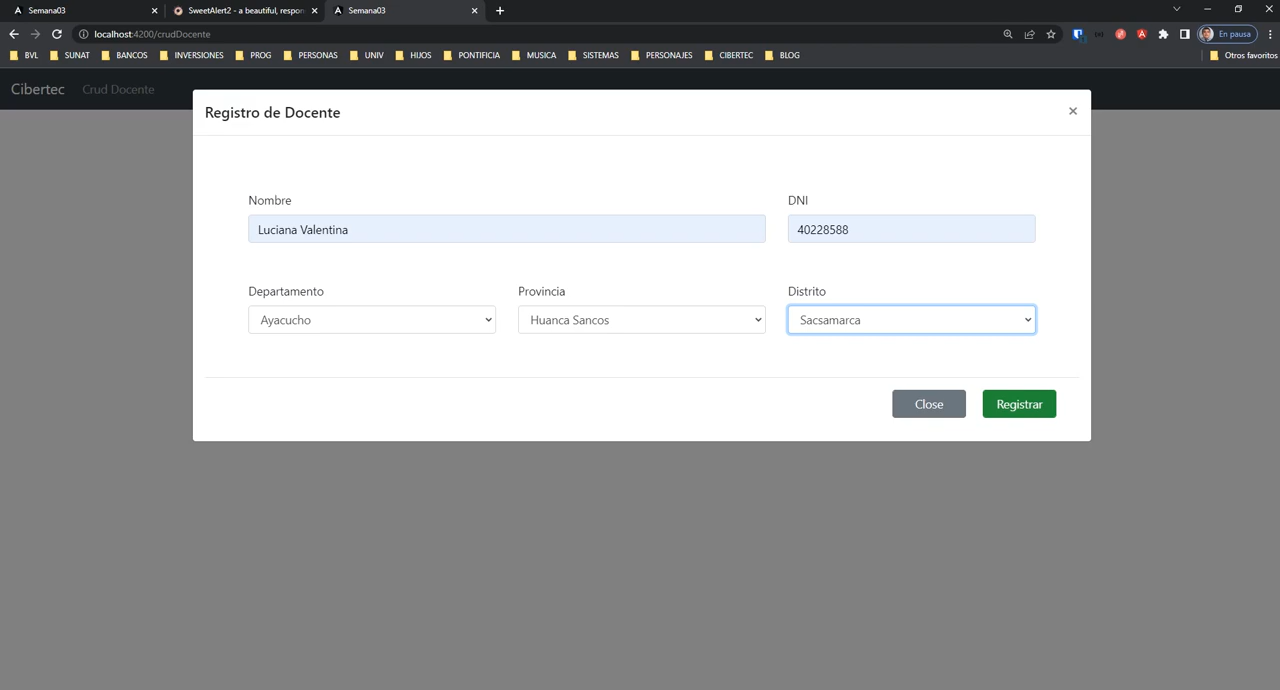 Semana03
SweetAlert2 - a beautiful, respon
Semana03
localhost:4200/crudDocente
En pausa
BVL SUNAT BANCOS INVERSIONES PROG PERSONAS UNIV HIJOS PONTIFICIA MUSICA SISTEMAS PERSONAJES CIBERTEC BLOG Otros favoritos
Cibertec Crud Docente
Registro de Docente
Nombre DNI
Luciana Valentina 40228588
Departamento Provincia Distrito
Ayacucho Huanca Sancos Sacsamarca
Close Registrar